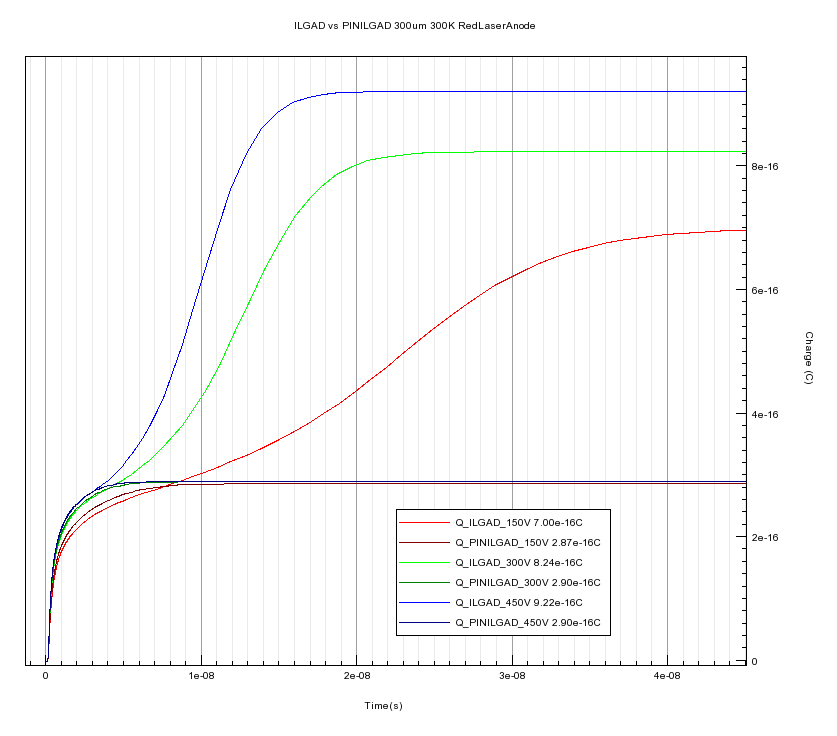 ILGAD vs PINILGAD 300um 300K RedLaserAnode
8e-16
6e-16
Charge (C)
4e-16
2e-16
0
Q_ILGAD_150V 7.00e-16C
Q_PINILGAD_150V 2.87e-16C
Q_ILGAD_300V 8.24e-16C
Q_PINILGAD_300V 2.90e-16C
Q_ILGAD_450V 9.22e-16C
Q_PINILGAD_450V 2.90e-16C
0 1e-08 2e-08 3e-08 4e-08
Time(s)